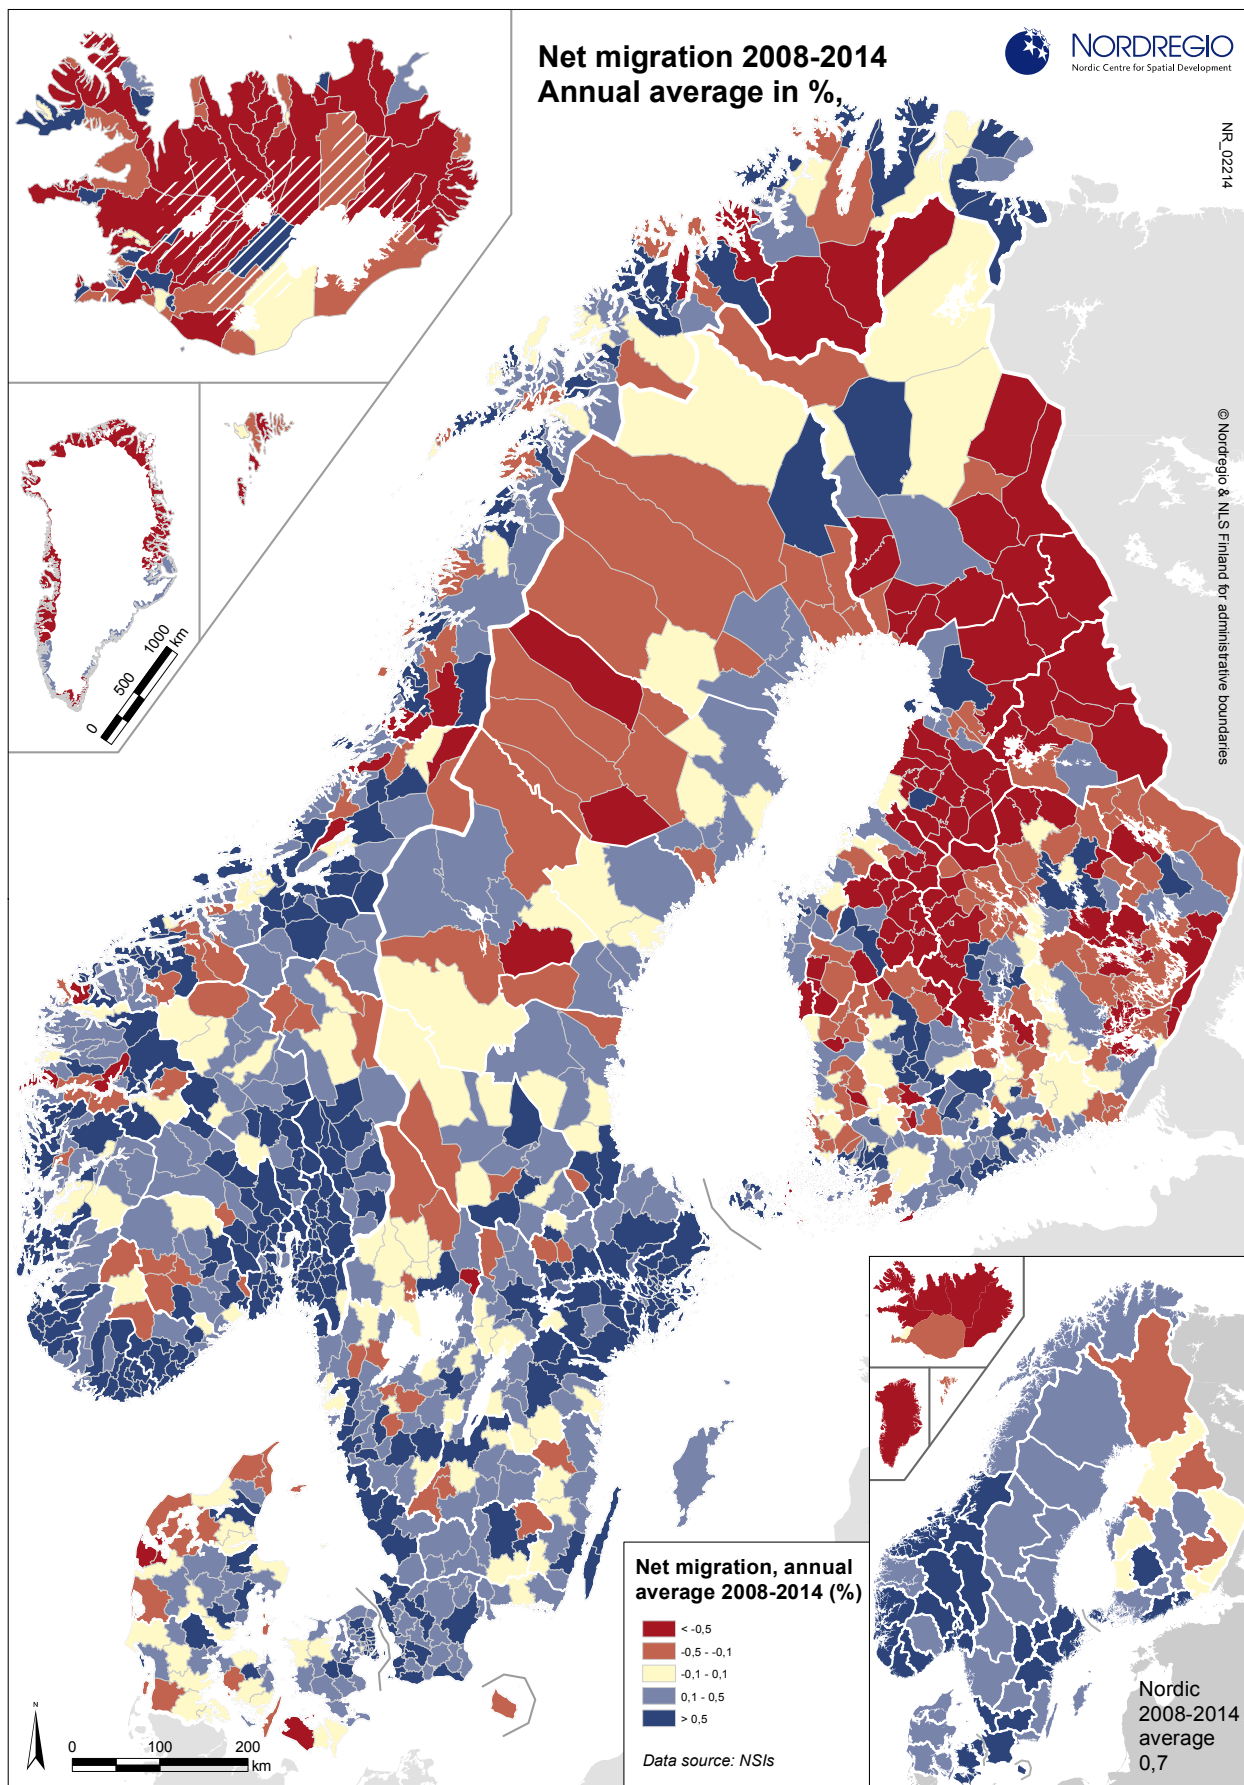 Net migration 2008-2014
Annual average in %,
NORDREGIO
Nordic Centre for Spatial Development
NR_02214
© Nordregio & NLS Finland for administrative boundaries
0 500 1000
km
Net migration, annual
average 2008-2014 (%)
< -0,5
-0,5 - -0,1
-0,1 - 0,1
0,1 - 0,5
> 0,5
Data source: NSIs
Nordic
2008-2014
average
0,7
N
0 100 200
km